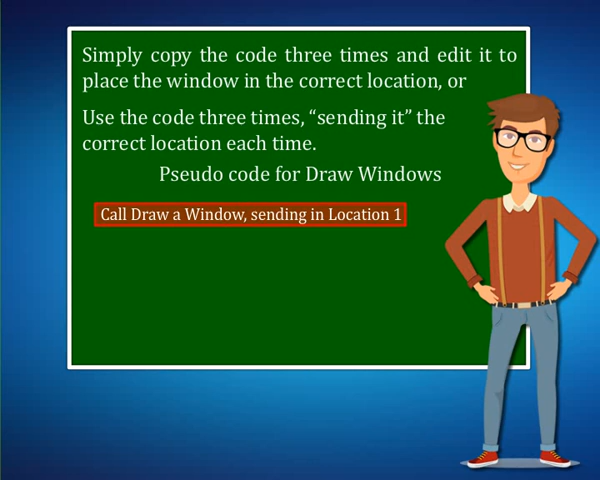 Simply copy the code three times and edit it to
place the window in the correct location, or
Use the code three times, “sending it” the
correct location each time.
Pseudo code for Draw Windows
Call Draw a Window, sending in Location 1